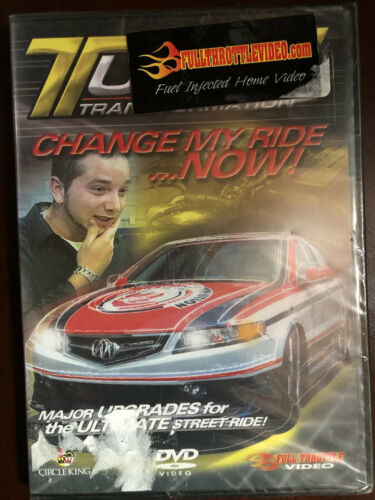 FULLTHROTTLEVIDEO.com
Fuel Injected Home Video
CHANGE MY RIDE
...NOW!
MAJOR UPGRADES for
the ULTIMATE STREET RIDE!
CIRCLE KING
DVD
VIDEO
FULL THROTTLE
VIDEO